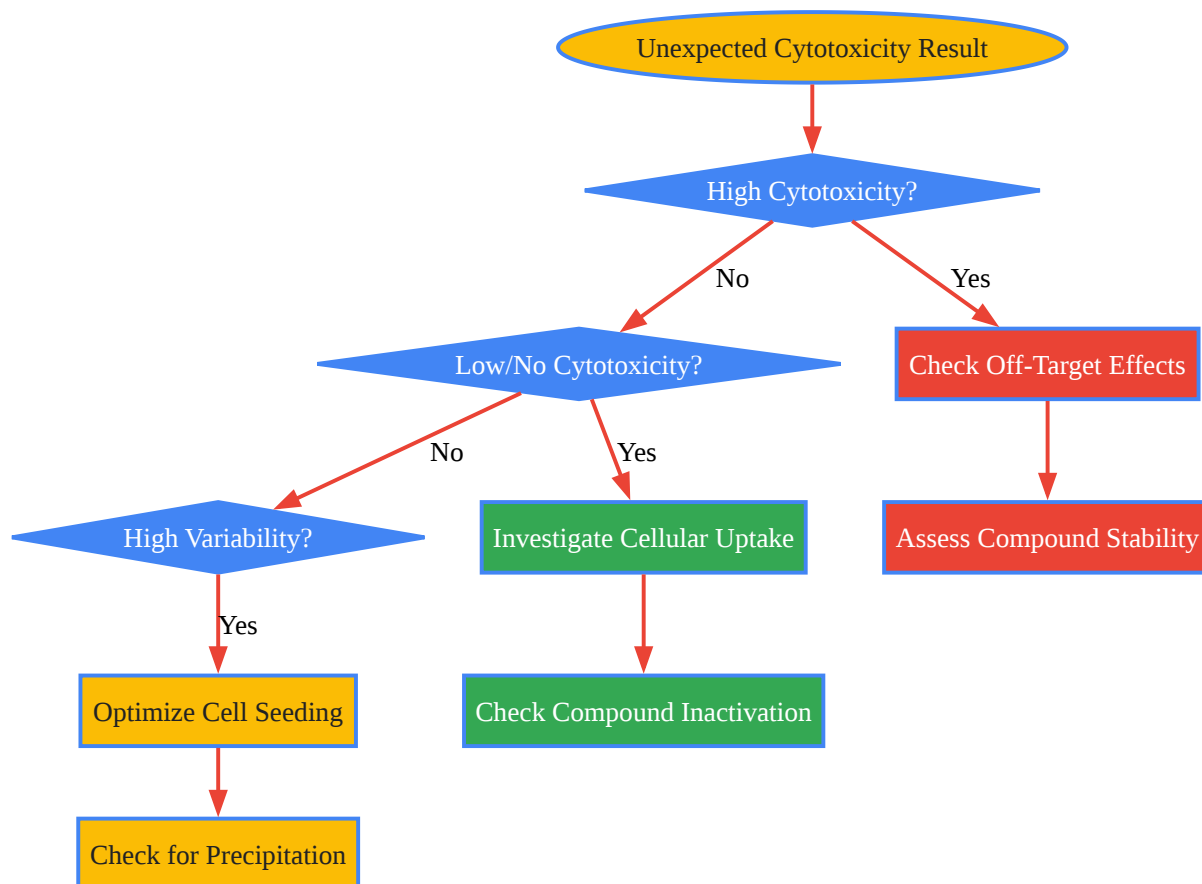 Unexpected Cytotoxicity Result
High Cytotoxicity?
No
Yes
Low/No Cytotoxicity?
Check Off-Target Effects
No
Yes
High Variability?
Investigate Cellular Uptake
Assess Compound Stability
Yes
Optimize Cell Seeding
Check Compound Inactivation
Check for Precipitation